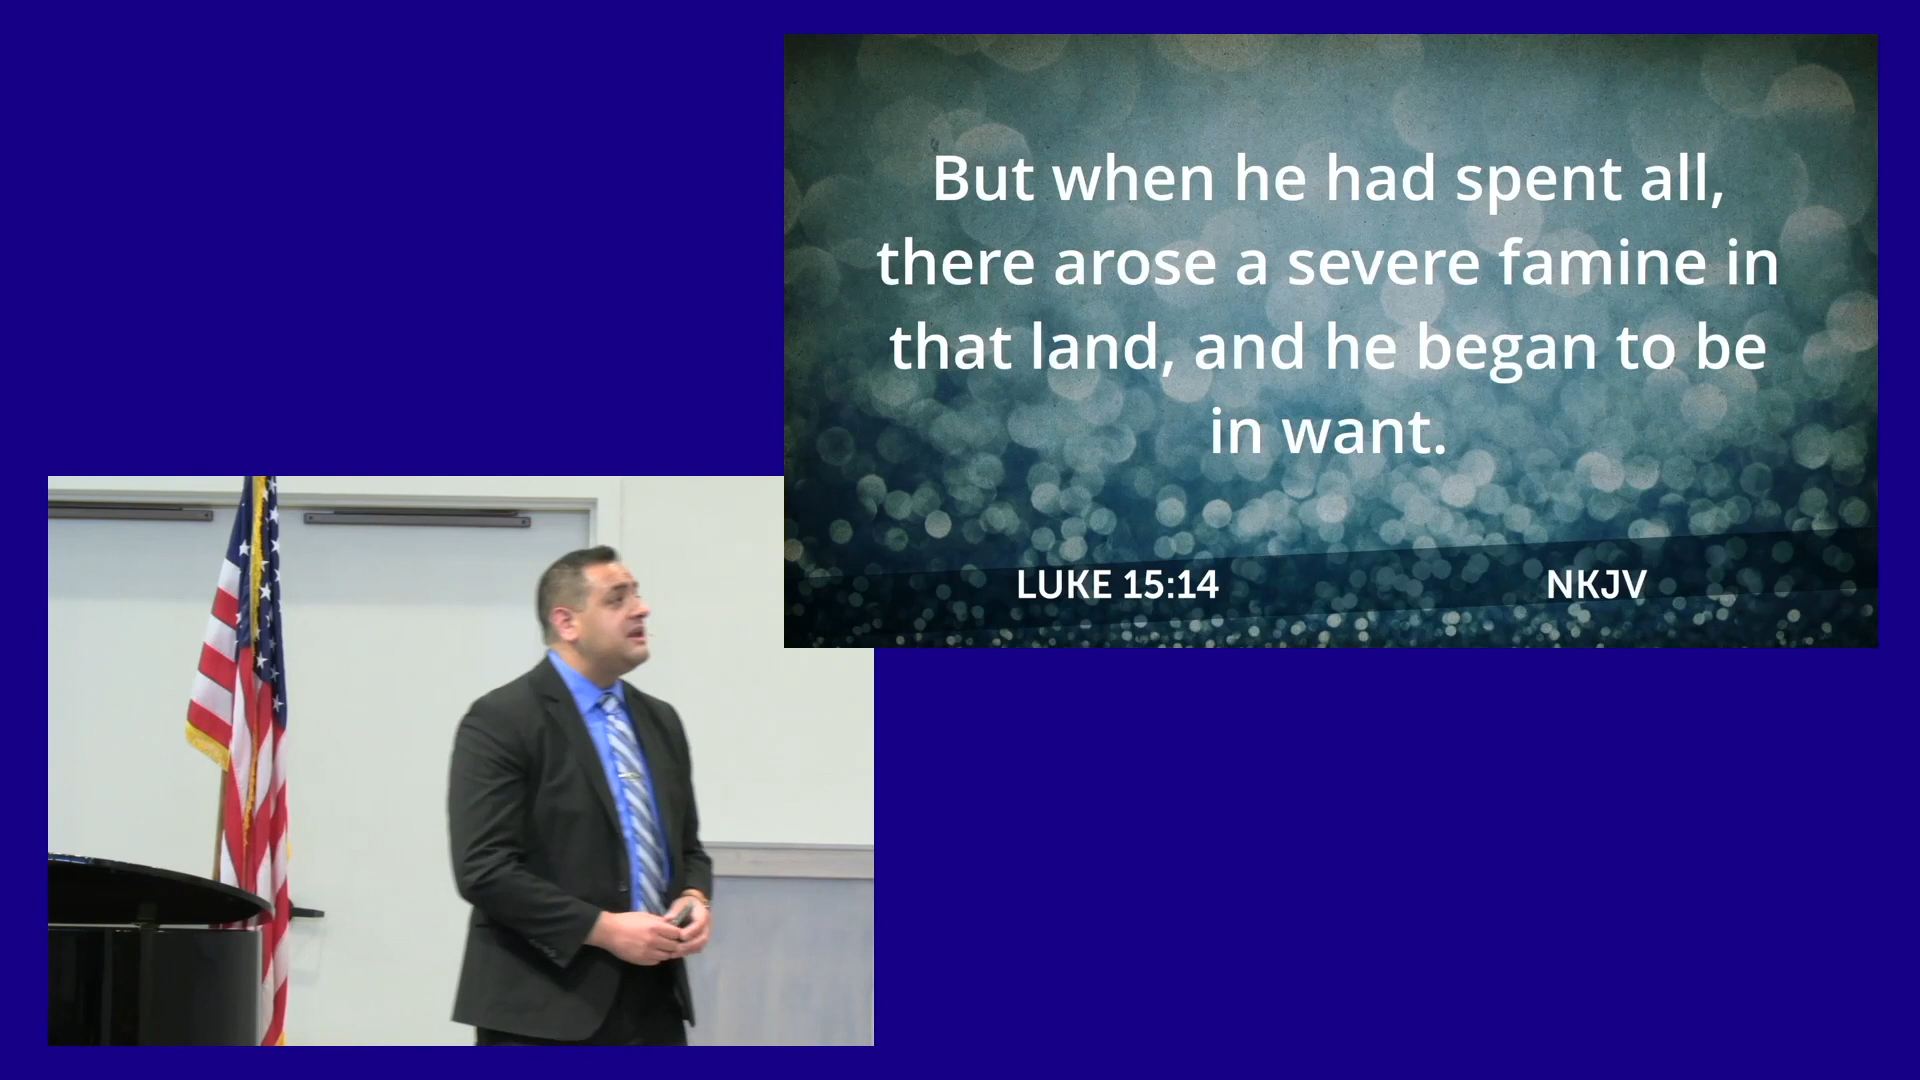 But when he had spent all,
there arose a severe famine in
that land, and he began to be
in want.
LUKE 15:14 NKJV